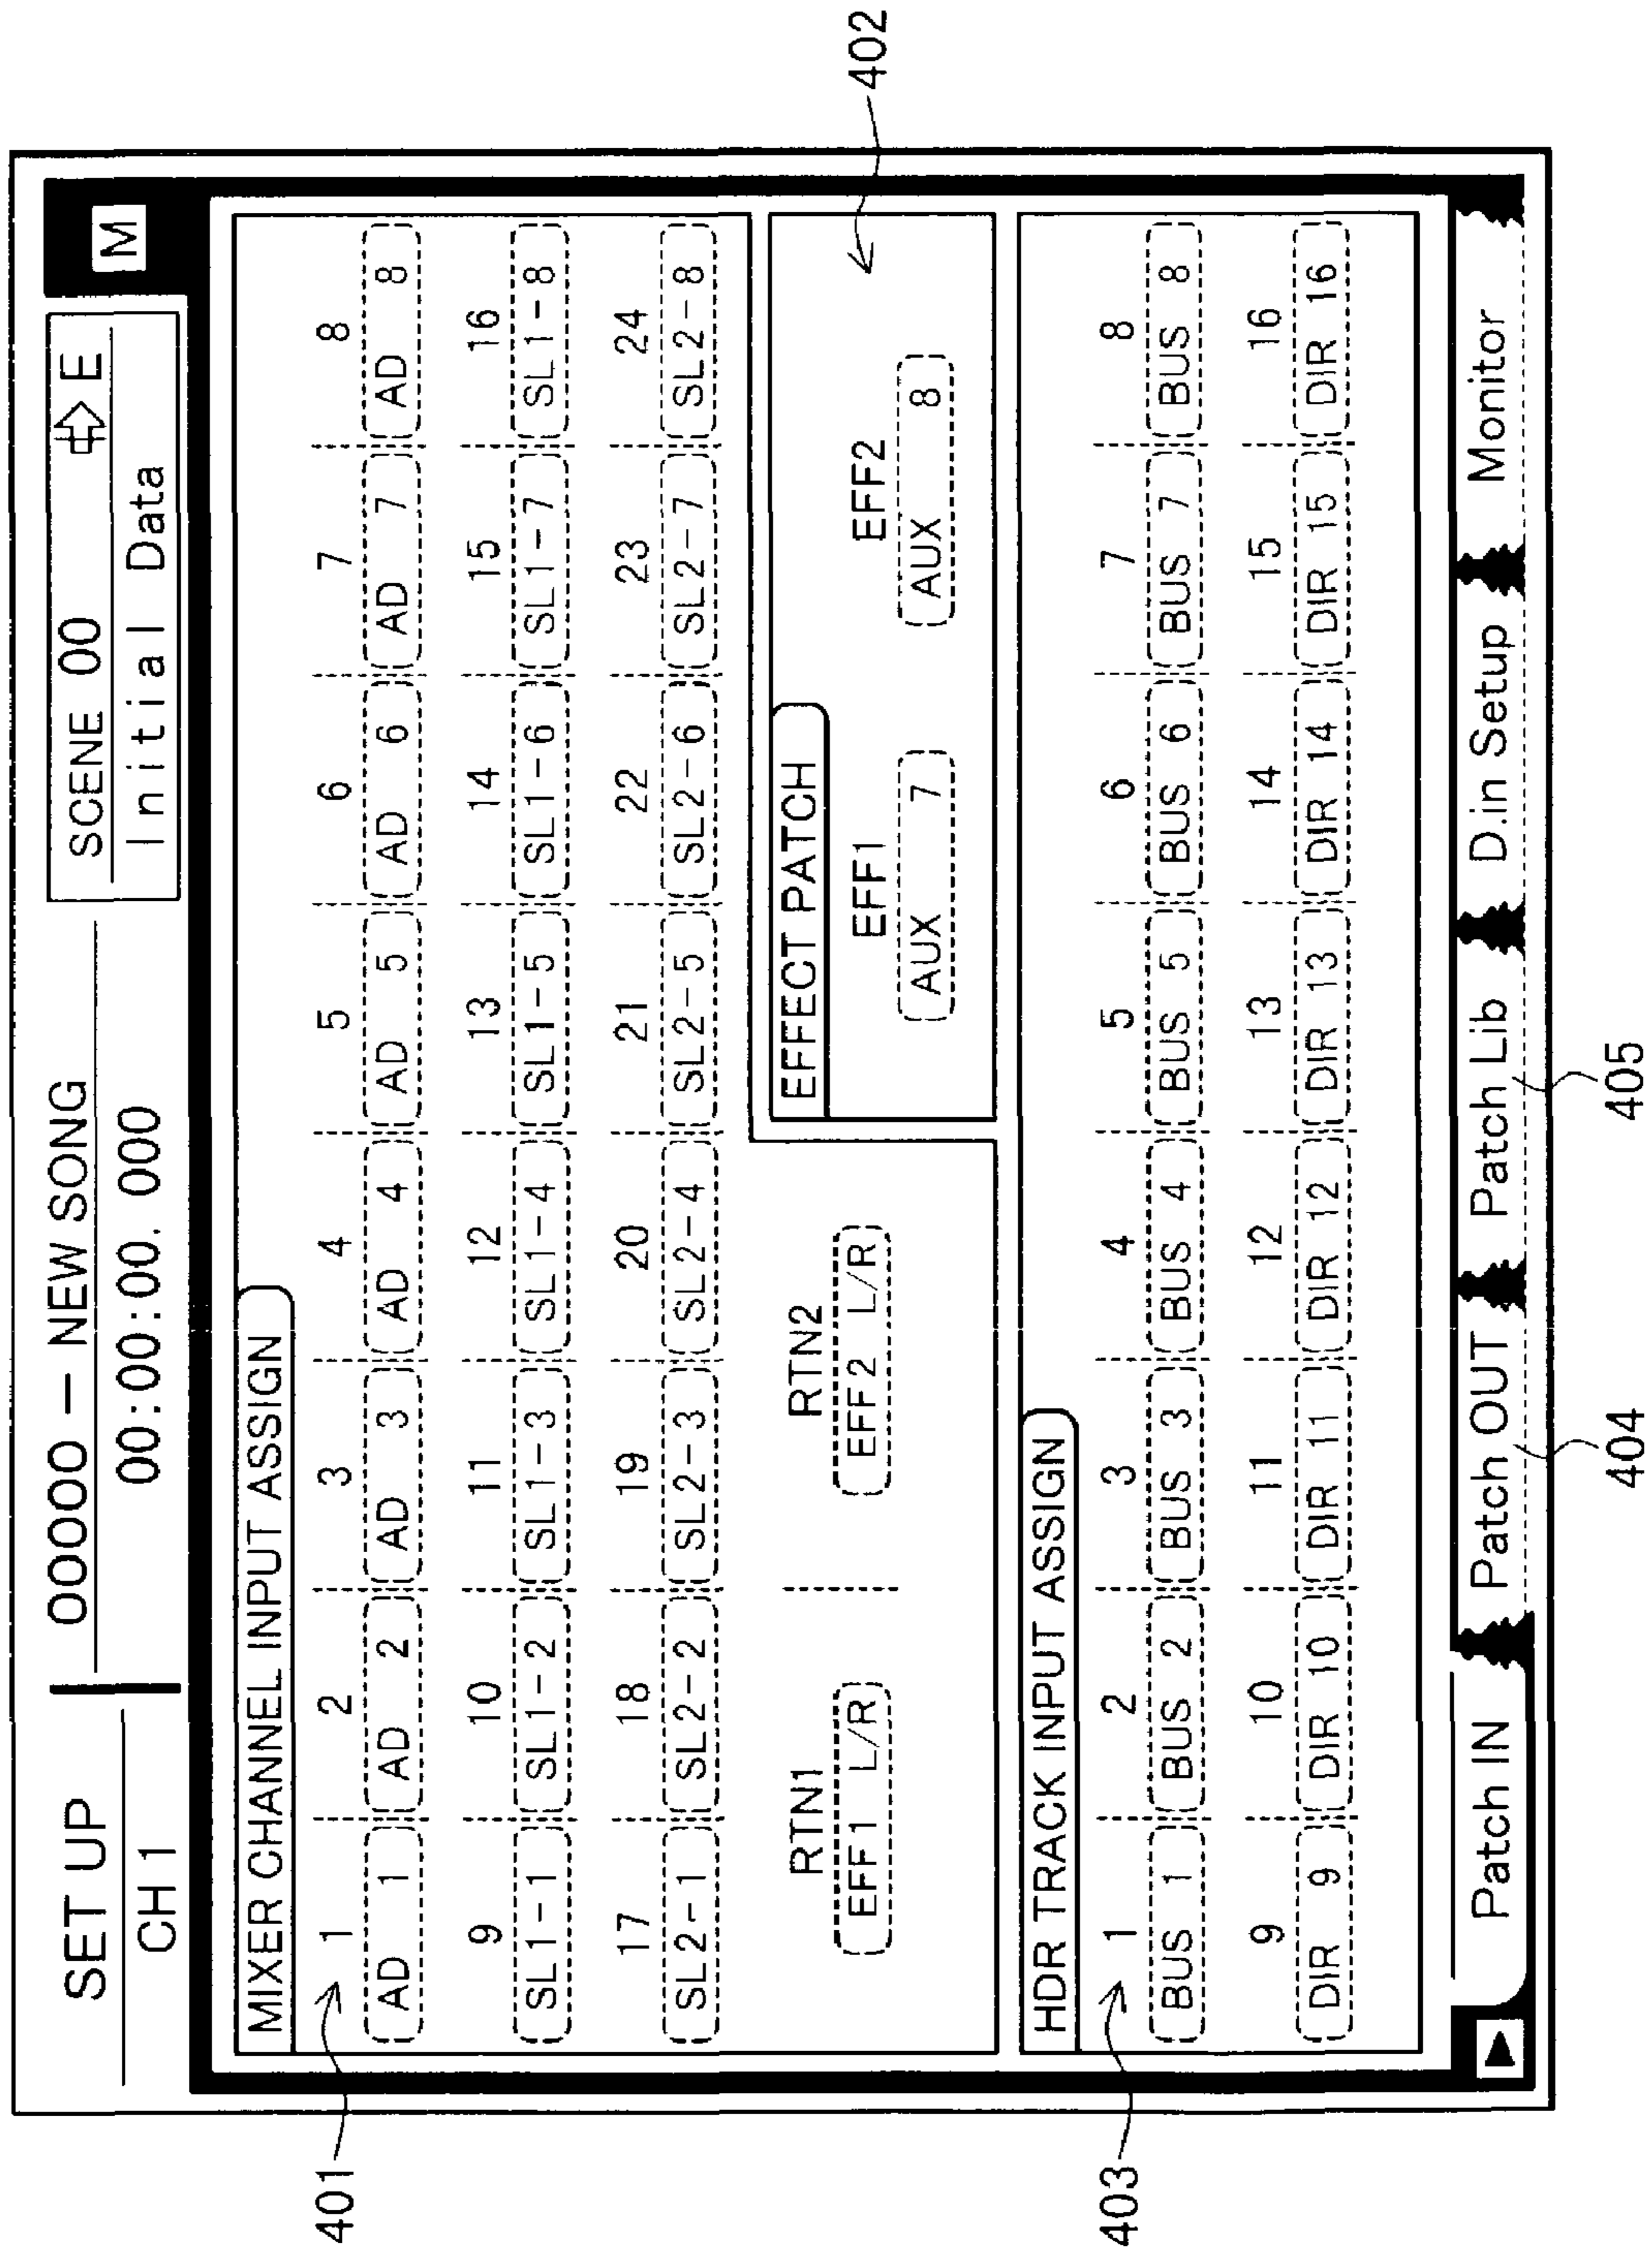 SET UP
CH 1
00000 — NEW SONG
00:00:00. 000
SCENE 00 E
Initial Data
M
MIXER CHANNEL INPUT ASSIGN
401
1 2 3 4 5 6 7 8
AD 1 AD 2 AD 3 AD 4 AD 5 AD 6 AD 7 AD 8
9 10 11 12 13 14 15 16
SL1-1 SL1-2 SL1-3 SL1-4 SL1-5 SL1-6 SL1-7 SL1-8
17 18 19 20 21 22 23 24
SL2-1 SL2-2 SL2-3 SL2-4 SL2-5 SL2-6 SL2-7 SL2-8
RTN1 RTN2
EFF1 L/R EFF2 L/R
EFFECT PATCH
402
EFF1 EFF2
AUX 7 AUX 8
HDR TRACK INPUT ASSIGN
403
1 2 3 4 5 6 7 8
BUS 1 BUS 2 BUS 3 BUS 4 BUS 5 BUS 6 BUS 7 BUS 8
9 10 11 12 13 14 15 16
DIR 9 DIR 10 DIR 11 DIR 12 DIR 13 DIR 14 DIR 15 DIR 16
Patch IN Patch OUT Patch Lib D.in Setup Monitor
404 405